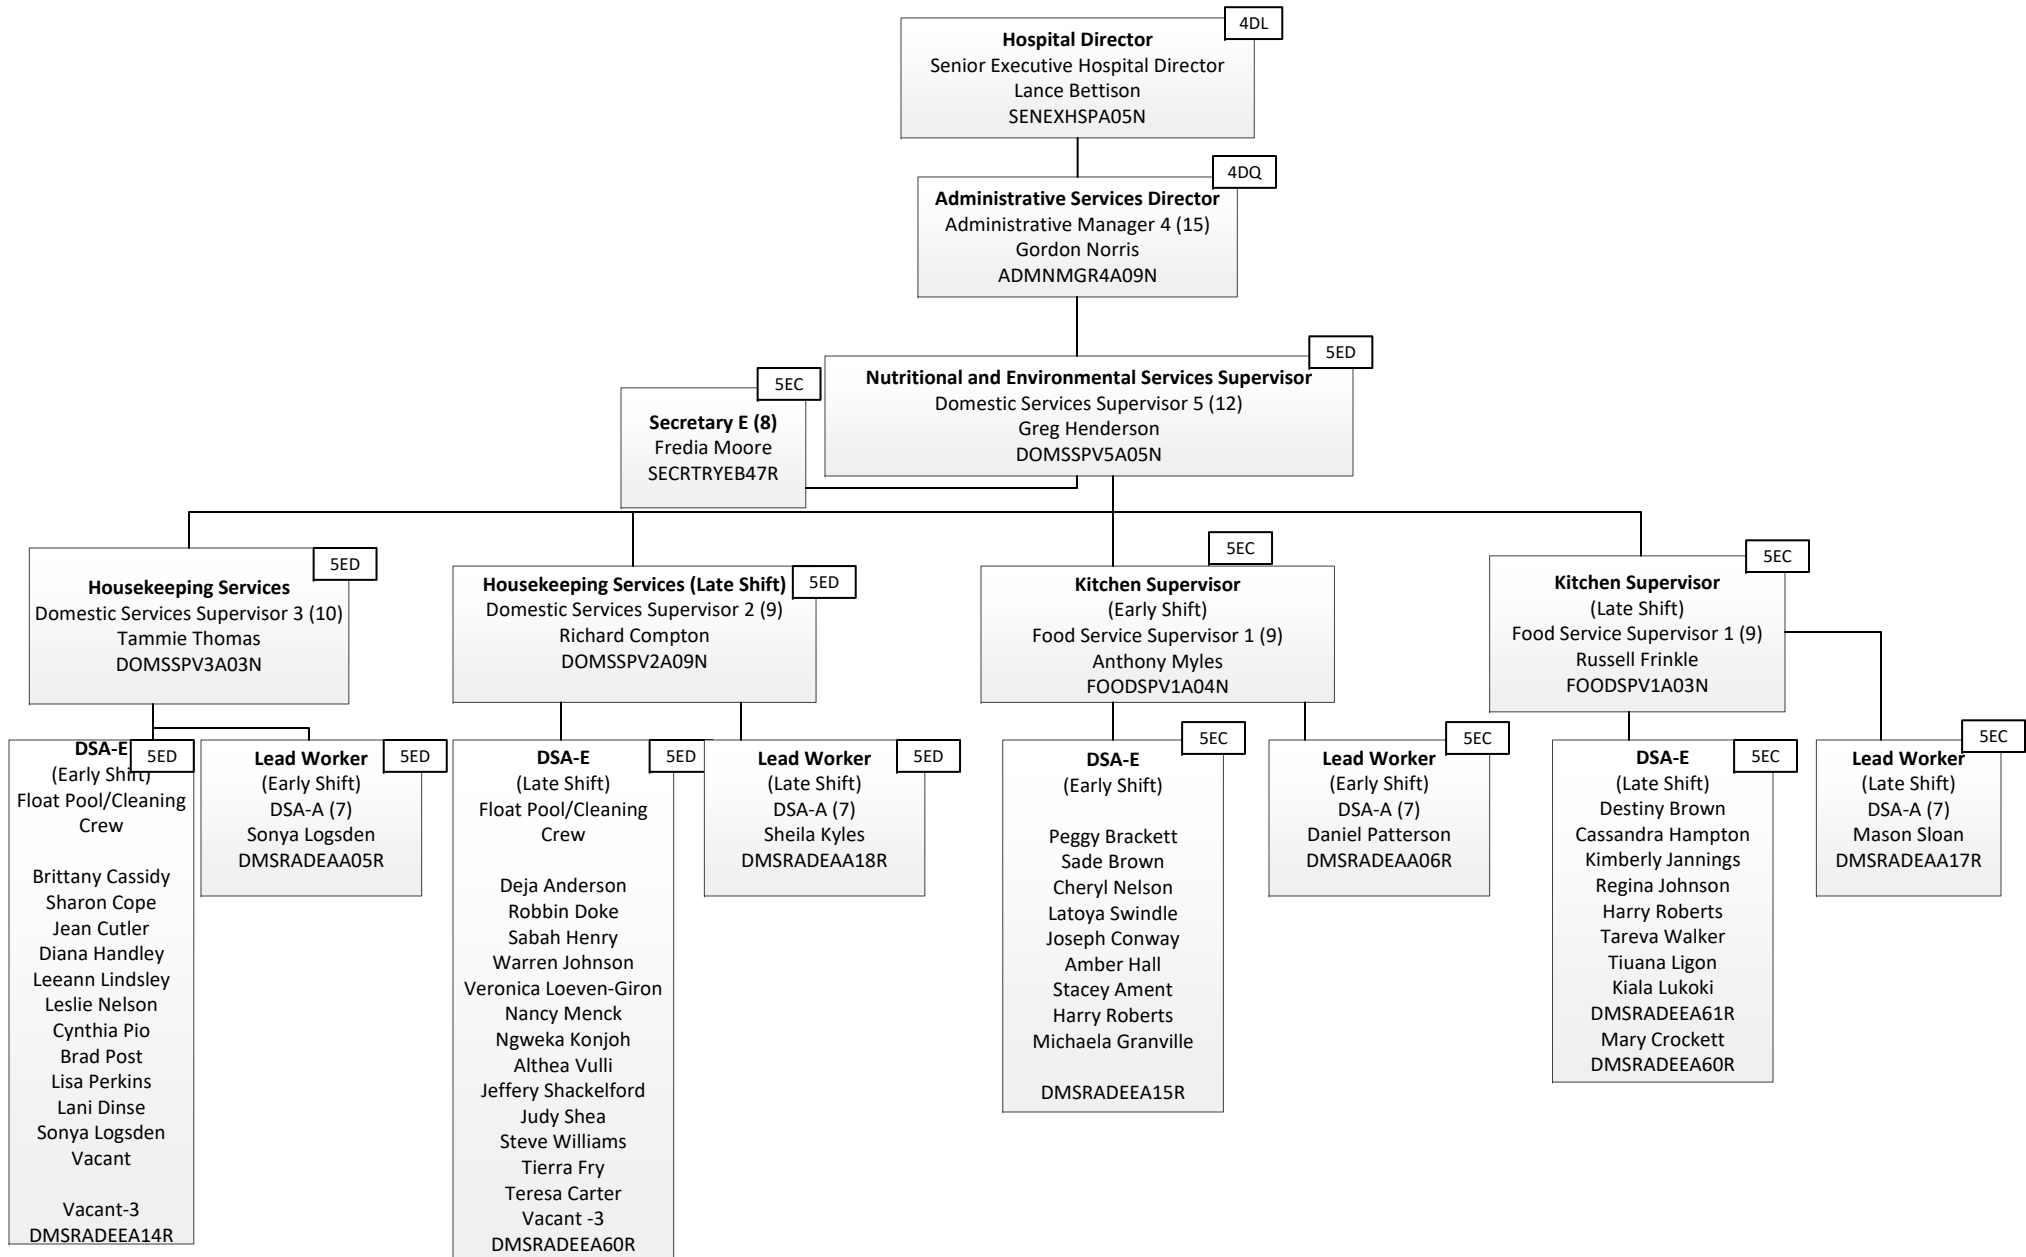 4DL
Hospital Director
Senior Executive Hospital Director
Lance Bettison
SENEXHSPA05N
4DQ
Administrative Services Director
Administrative Manager 4 (15)
Gordon Norris
ADMNMGR4A09N
5ED
Nutritional and Environmental Services Supervisor
Domestic Services Supervisor 5 (12)
Greg Henderson
DOMSSPV5A05N
5EC
Secretary E (8)
Fredia Moore
SECRTRYEB47R
5ED
Housekeeping Services
Domestic Services Supervisor 3 (10)
Tammie Thomas
DOMSSPV3A03N
5ED
Housekeeping Services (Late Shift)
Domestic Services Supervisor 2 (9)
Richard Compton
DOMSSPV2A09N
5EC
Kitchen Supervisor
(Early Shift)
Food Service Supervisor 1 (9)
Anthony Myles
FOODSPV1A04N
5EC
Kitchen Supervisor
(Late Shift)
Food Service Supervisor 1 (9)
Russell Frinkle
FOODSPV1A03N
5ED
DSA-E
(Early Shift)
Float Pool/Cleaning
Crew
Brittany Cassidy
Sharon Cope
Jean Cutler
Diana Handley
Leeann Lindsley
Leslie Nelson
Cynthia Pio
Brad Post
Lisa Perkins
Lani Dinse
Sonya Logsden
Vacant
Vacant-3
DMSRADEEA14R
5ED
Lead Worker
(Early Shift)
DSA-A (7)
Sonya Logsden
DMSRADEAA05R
5ED
DSA-E
(Late Shift)
Float Pool/Cleaning
Crew
Deja Anderson
Robbin Doke
Sabah Henry
Warren Johnson
Veronica Loeven-Giron
Nancy Menck
Ngweka Konjoh
Althea Vulli
Jeffery Shackelford
Judy Shea
Steve Williams
Tierra Fry
Teresa Carter
Vacant -3
DMSRADEEA60R
5ED
Lead Worker
(Late Shift)
DSA-A (7)
Sheila Kyles
DMSRADEAA18R
5EC
DSA-E
(Early Shift)
Peggy Brackett
Sade Brown
Cheryl Nelson
Latoya Swindle
Joseph Conway
Amber Hall
Stacey Ament
Harry Roberts
Michaela Granville
DMSRADEEA15R
5EC
Lead Worker
(Early Shift)
DSA-A (7)
Daniel Patterson
DMSRADEAA06R
5EC
DSA-E
(Late Shift)
Destiny Brown
Cassandra Hampton
Kimberly Jannings
Regina Johnson
Harry Roberts
Tareva Walker
Tiuana Ligon
Kiala Lukoki
DMSRADEEA61R
Mary Crockett
DMSRADEEA60R
5EC
Lead Worker
(Late Shift)
DSA-A (7)
Mason Sloan
DMSRADEAA17R